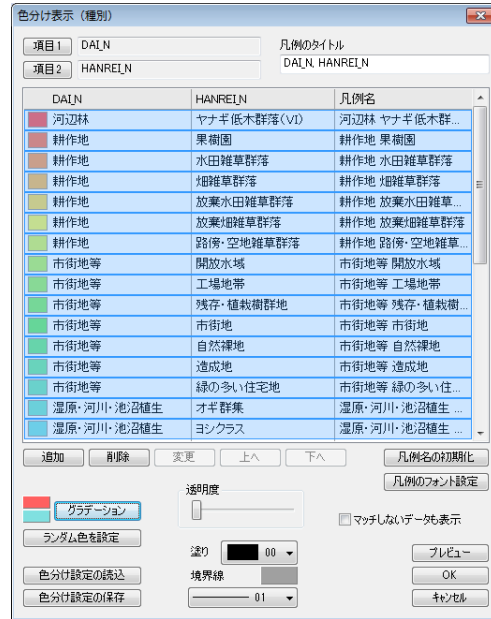 色分け表示（種別）
項目1 DAI_N 凡例のタイトル
項目2 HANREI_N DAI_N, HANREI_N
DAI_N HANREI_N 凡例名
河辺林 ヤナギ低木群落(VI) 河辺林 ヤナギ低木群...
耕作地 果樹園 耕作地 果樹園
耕作地 水田雑草群落 耕作地 水田雑草群落
耕作地 畑雑草群落 耕作地 畑雑草群落
耕作地 放棄水田雑草群落 耕作地 放棄水田雑草...
耕作地 放棄畑雑草群落 耕作地 放棄畑雑草群落
耕作地 路傍・空地雑草群落 耕作地 路傍・空地雑草...
市街地等 開放水域 市街地等 開放水域
市街地等 工場地帯 市街地等 工場地帯
市街地等 残存・植栽樹群地 市街地等 残存・植栽樹...
市街地等 市街地 市街地等 市街地
市街地等 自然裸地 市街地等 自然裸地
市街地等 造成地 市街地等 造成地
市街地等 緑の多い住宅地 市街地等 緑の多い住...
湿原・河川・池沼植生 オギ群集 湿原・河川・池沼植生 ...
湿原・河川・池沼植生 ヨシクラス 湿原・河川・池沼植生 ...
追加 削除 変更 上へ 下へ 凡例名の初期化
凡例のフォント設定
透明度
グラデーション
マッチしないデータも表示
ランダム色を設定
塗り 00 プレビュー
色分け設定の読込 境界線 OK
色分け設定の保存 01 キャンセル